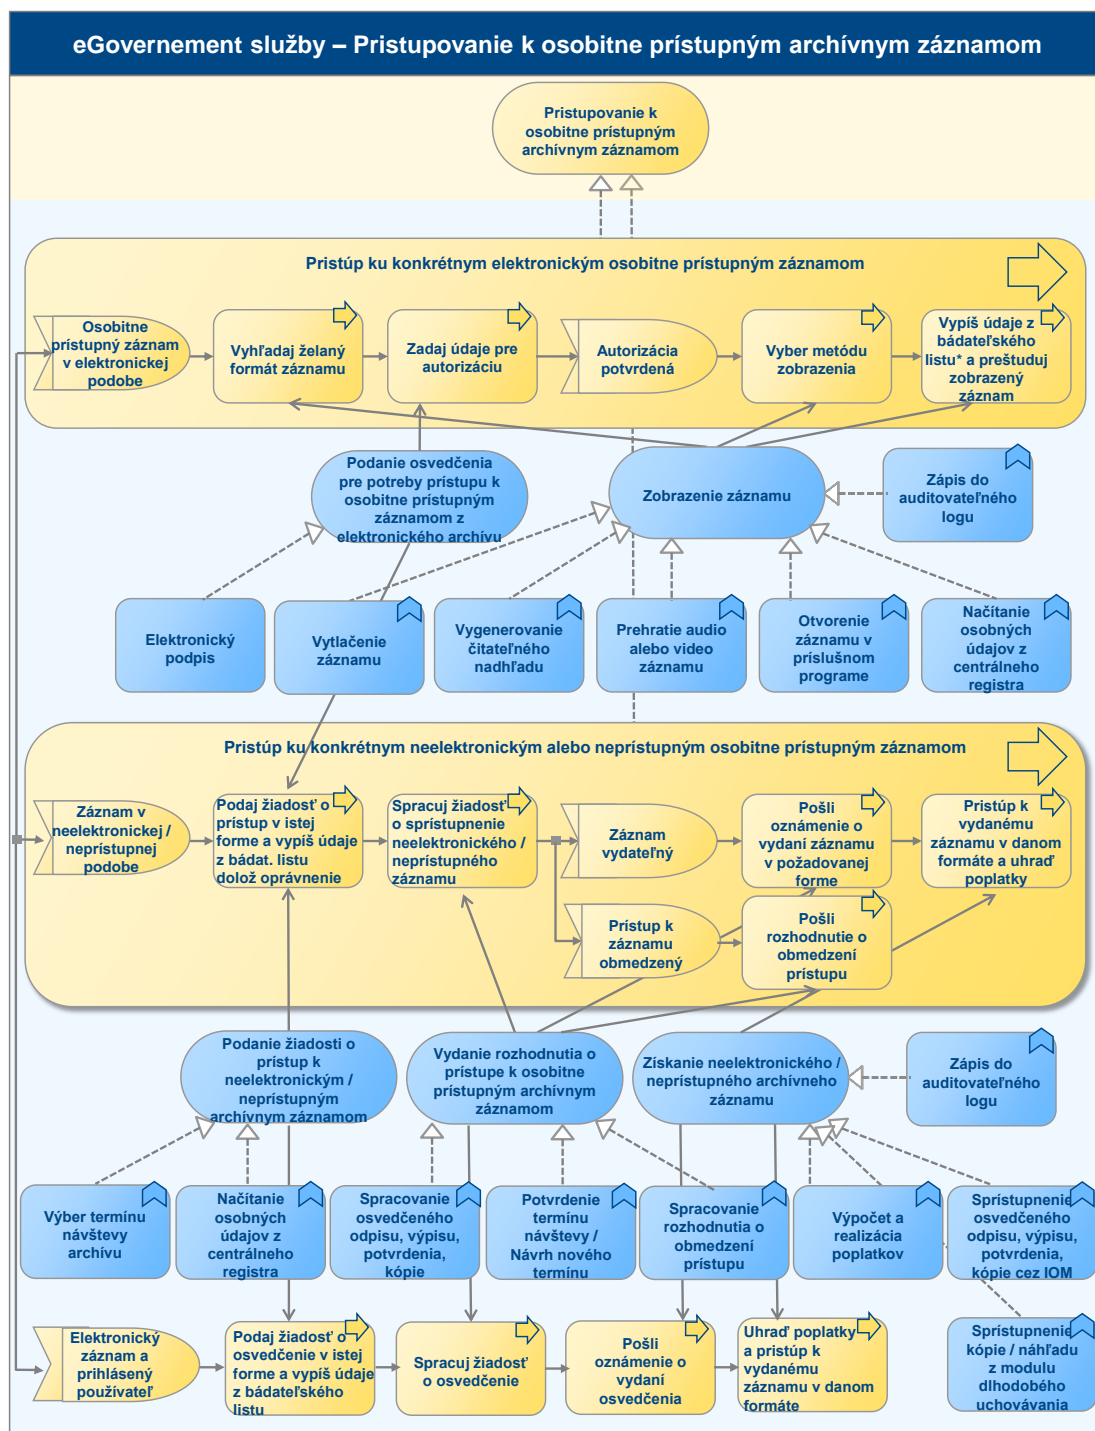 eGovernement služby – Pristupovanie k osobitne prístupným archívnym záznamom
Pristupovanie k
osobitne prístupným
archívnym záznamom
Pristúp ku konkrétnym elektronickým osobitne prístupným záznamom
Osobitne
prístupný záznam
v elektronickej
podobe
Vyhľadaj želaný
formát záznamu
Zadaj údaje pre
autorizáciu
Autorizácia
potvrdená
Vyber metódu
zobrazenia
Vypíš údaje z
bádateľského
listu* a preštuduj
zobrazený
záznam
Podanie osvedčenia
pre potreby prístupu k
osobitne prístupným
záznamom z
elektronického archívu
Zobrazenie záznamu
Zápis do
auditovateľného
logu
Elektronický
podpis
Vytlačenie
záznamu
Vygenerovanie
čitateľného
nadhľadu
Prehratie audio
alebo video
záznamu
Otvorenie
záznamu v
príslušnom
programe
Načítanie
osobných
údajov z
centrálneho
registra
Pristúp ku konkrétnym neelektronickým alebo neprístupným osobitne prístupným záznamom
Záznam v
neelektronickej /
neprístupnej
podobe
Podaj žiadosť o
prístup v istej
forme a vypíš údaje
z bádat. listu
dolož oprávnenie
Spracuj žiadosť
o sprístupnenie
neelektronického /
neprístupného
záznamu
Záznam
vydateľný
Pošli
oznámenie o
vydaní záznamu
v požadovanej
forme
Pristúp k
vydanému
záznamu v danom
formáte a uhraď
poplatky
Prístup k
záznamu
obmedzený
Pošli
rozhodnutie o
obmedzení
prístupu
Podanie žiadosti o
prístup k
neelektronickým /
neprístupným
archívnym záznamom
Vydanie rozhodnutia o
prístupe k osobitne
prístupným archívnym
záznamom
Získanie neelektronického /
neprístupného archívneho
záznamu
Zápis do
auditovateľného
logu
Výber termínu
návštevy
archívu
Načítanie
osobných
údajov z
centrálneho
registra
Spracovanie
osvedčeného
odpisu, výpisu,
potvrdenia,
kópie
Potvrdenie
termínu
návštevy /
Návrh nového
termínu
Spracovanie
rozhodnutia o
obmedzení
prístupu
Výpočet a
realizácia
poplatkov
Sprístupnenie
osvedčeného
odpisu, výpisu,
potvrdenia,
kópie cez IOM
Elektronický
záznam a
prihlásený
používateľ
Podaj žiadosť o
osvedčenie v istej
forme a vypíš údaje
z bádateľského
listu
Spracuj žiadosť
o osvedčenie
Pošli
oznámenie o
vydaní
osvedčenia
Uhraď poplatky
a pristup k
vydanému
záznamu v danom
formáte
Sprístupnenie
kópie / náhľadu
z modulu
dlhodobého
uchovávania